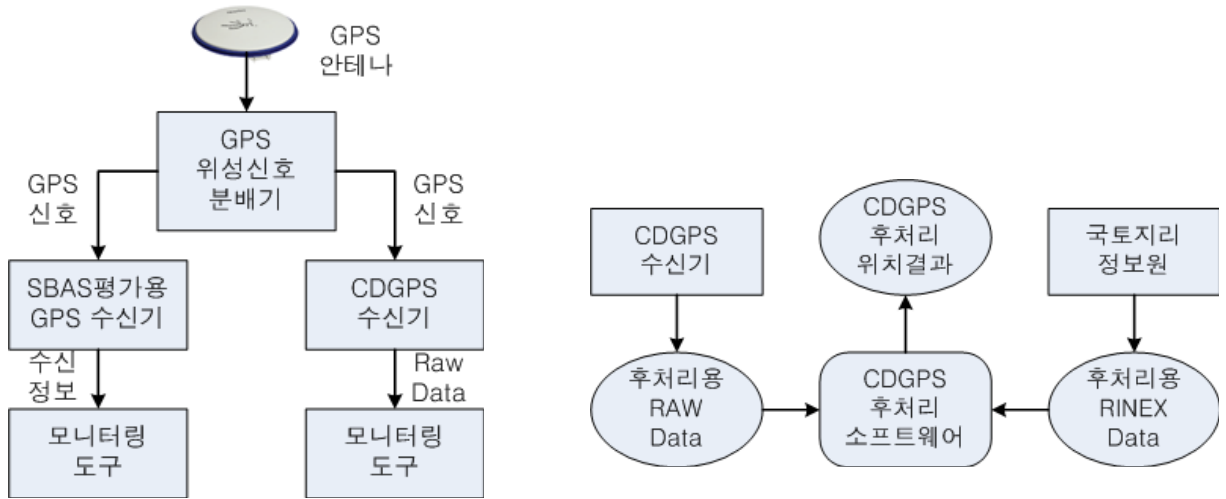 GPS
안테나
GPS
위성신호
분배기
GPS
신호
GPS
신호
SBAS평가용
GPS 수신기
CDGPS
수신기
수신
정보
Raw
Data
모니터링
도구
모니터링
도구
CDGPS
수신기
CDGPS
후처리
위치결과
국토지리
정보원
후처리용
RAW
Data
CDGPS
후처리
소프트웨어
후처리용
RINEX
Data